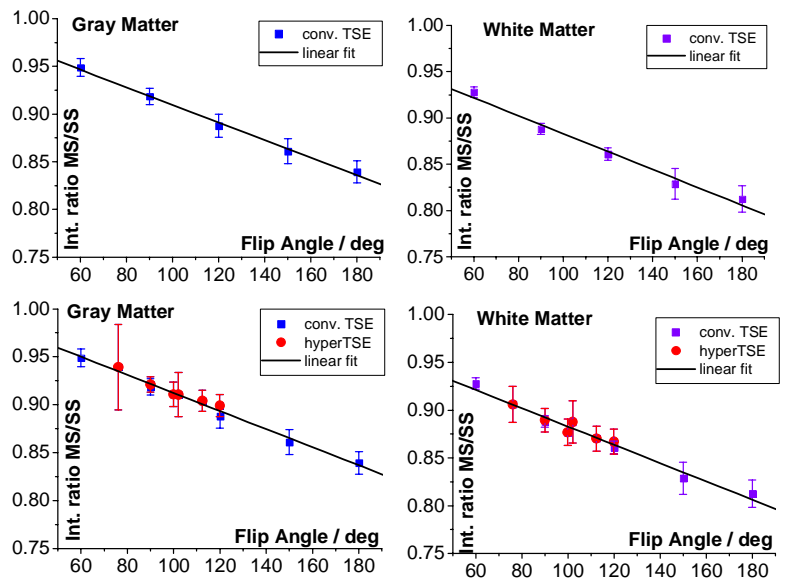 Gray Matter
conv. TSE
linear fit
1.00
0.95
0.90
0.85
0.80
0.75
Int. ratio MS/SS
Flip Angle / deg
60 80 100 120 140 160 180
White Matter
conv. TSE
linear fit
1.00
0.95
0.90
0.85
0.80
0.75
Int. ratio MS/SS
Flip Angle / deg
60 80 100 120 140 160 180
Gray Matter
conv. TSE
hyperTSE
linear fit
1.00
0.95
0.90
0.85
0.80
0.75
Int. ratio MS/SS
Flip Angle / deg
60 80 100 120 140 160 180
White Matter
conv. TSE
hyperTSE
linear fit
1.00
0.95
0.90
0.85
0.80
0.75
Int. ratio MS/SS
Flip Angle / deg
60 80 100 120 140 160 180